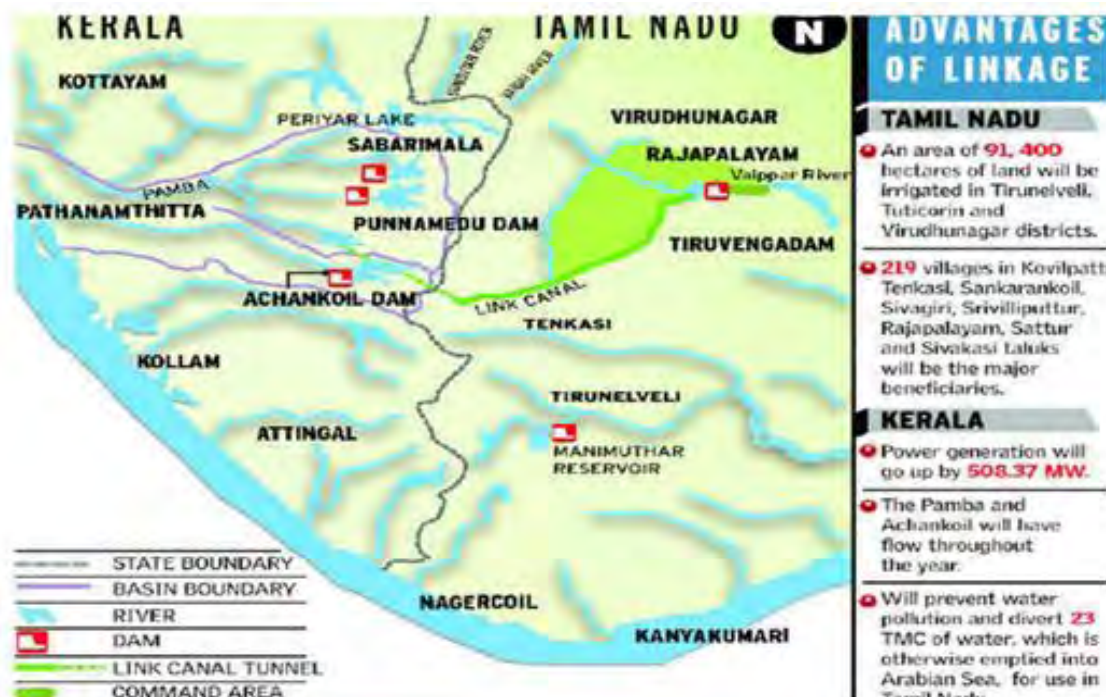 KERALA
TAMIL NADU
N
KOTTAYAM
PERIYAR LAKE
SABARIMALA
VIRUDHUNAGAR
RAJAPALAYAM
Vaippar River
PAMBA
PATHANAMTHITTA
PUNNAMEDU DAM
TIRUVENGADAM
ACHANKOIL DAM
LINK CANAL
TENKASI
KOLLAM
TIRUNELVELI
ATTINGAL
MANIMUTHAR
RESERVOIR
NAGERCOIL
KANYAKUMARI
STATE BOUNDARY
BASIN BOUNDARY
RIVER
DAM
LINK CANAL TUNNEL
COMMAND AREA
ADVANTAGES
OF LINKAGE
TAMIL NADU
An area of 91, 400
hectares of land will be
irrigated in Tirunelveli,
Tuticorin and
Virudhunagar districts.
219 villages in Kovilpatt
Tenkasi, Sankarankoil,
Sivagiri, Srivilliputtur,
Rajapalayam, Sattur
and Sivakasi taluks
will be the major
beneficiaries.
KERALA
Power generation will
go up by 508.37 MW.
The Pamba and
Achankoil will have
flow throughout
the year.
Will prevent water
pollution and divert 23
TMC of water, which is
otherwise emptied into
Arabian Sea, for use in
Tamil Nadu